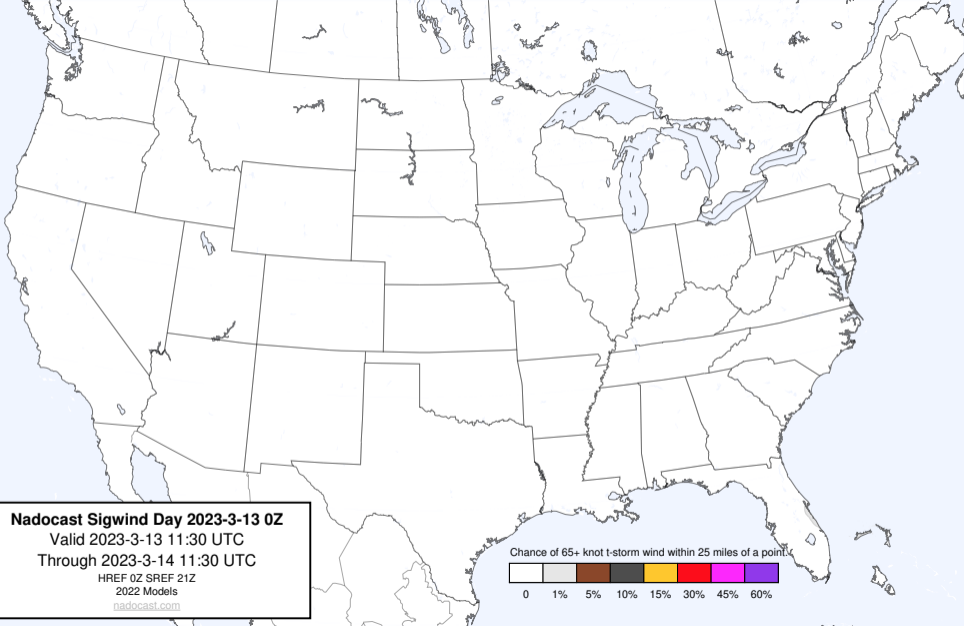 Nadocast Sigwind Day 2023-3-13 0Z
Valid 2023-3-13 11:30 UTC
Through 2023-3-14 11:30 UTC
HREF 0Z SREF 21Z
2022 Models
nadocast.com
Chance of 65+ knot t-storm wind within 25 miles of a point.
0 1% 5% 10% 15% 30% 45% 60%